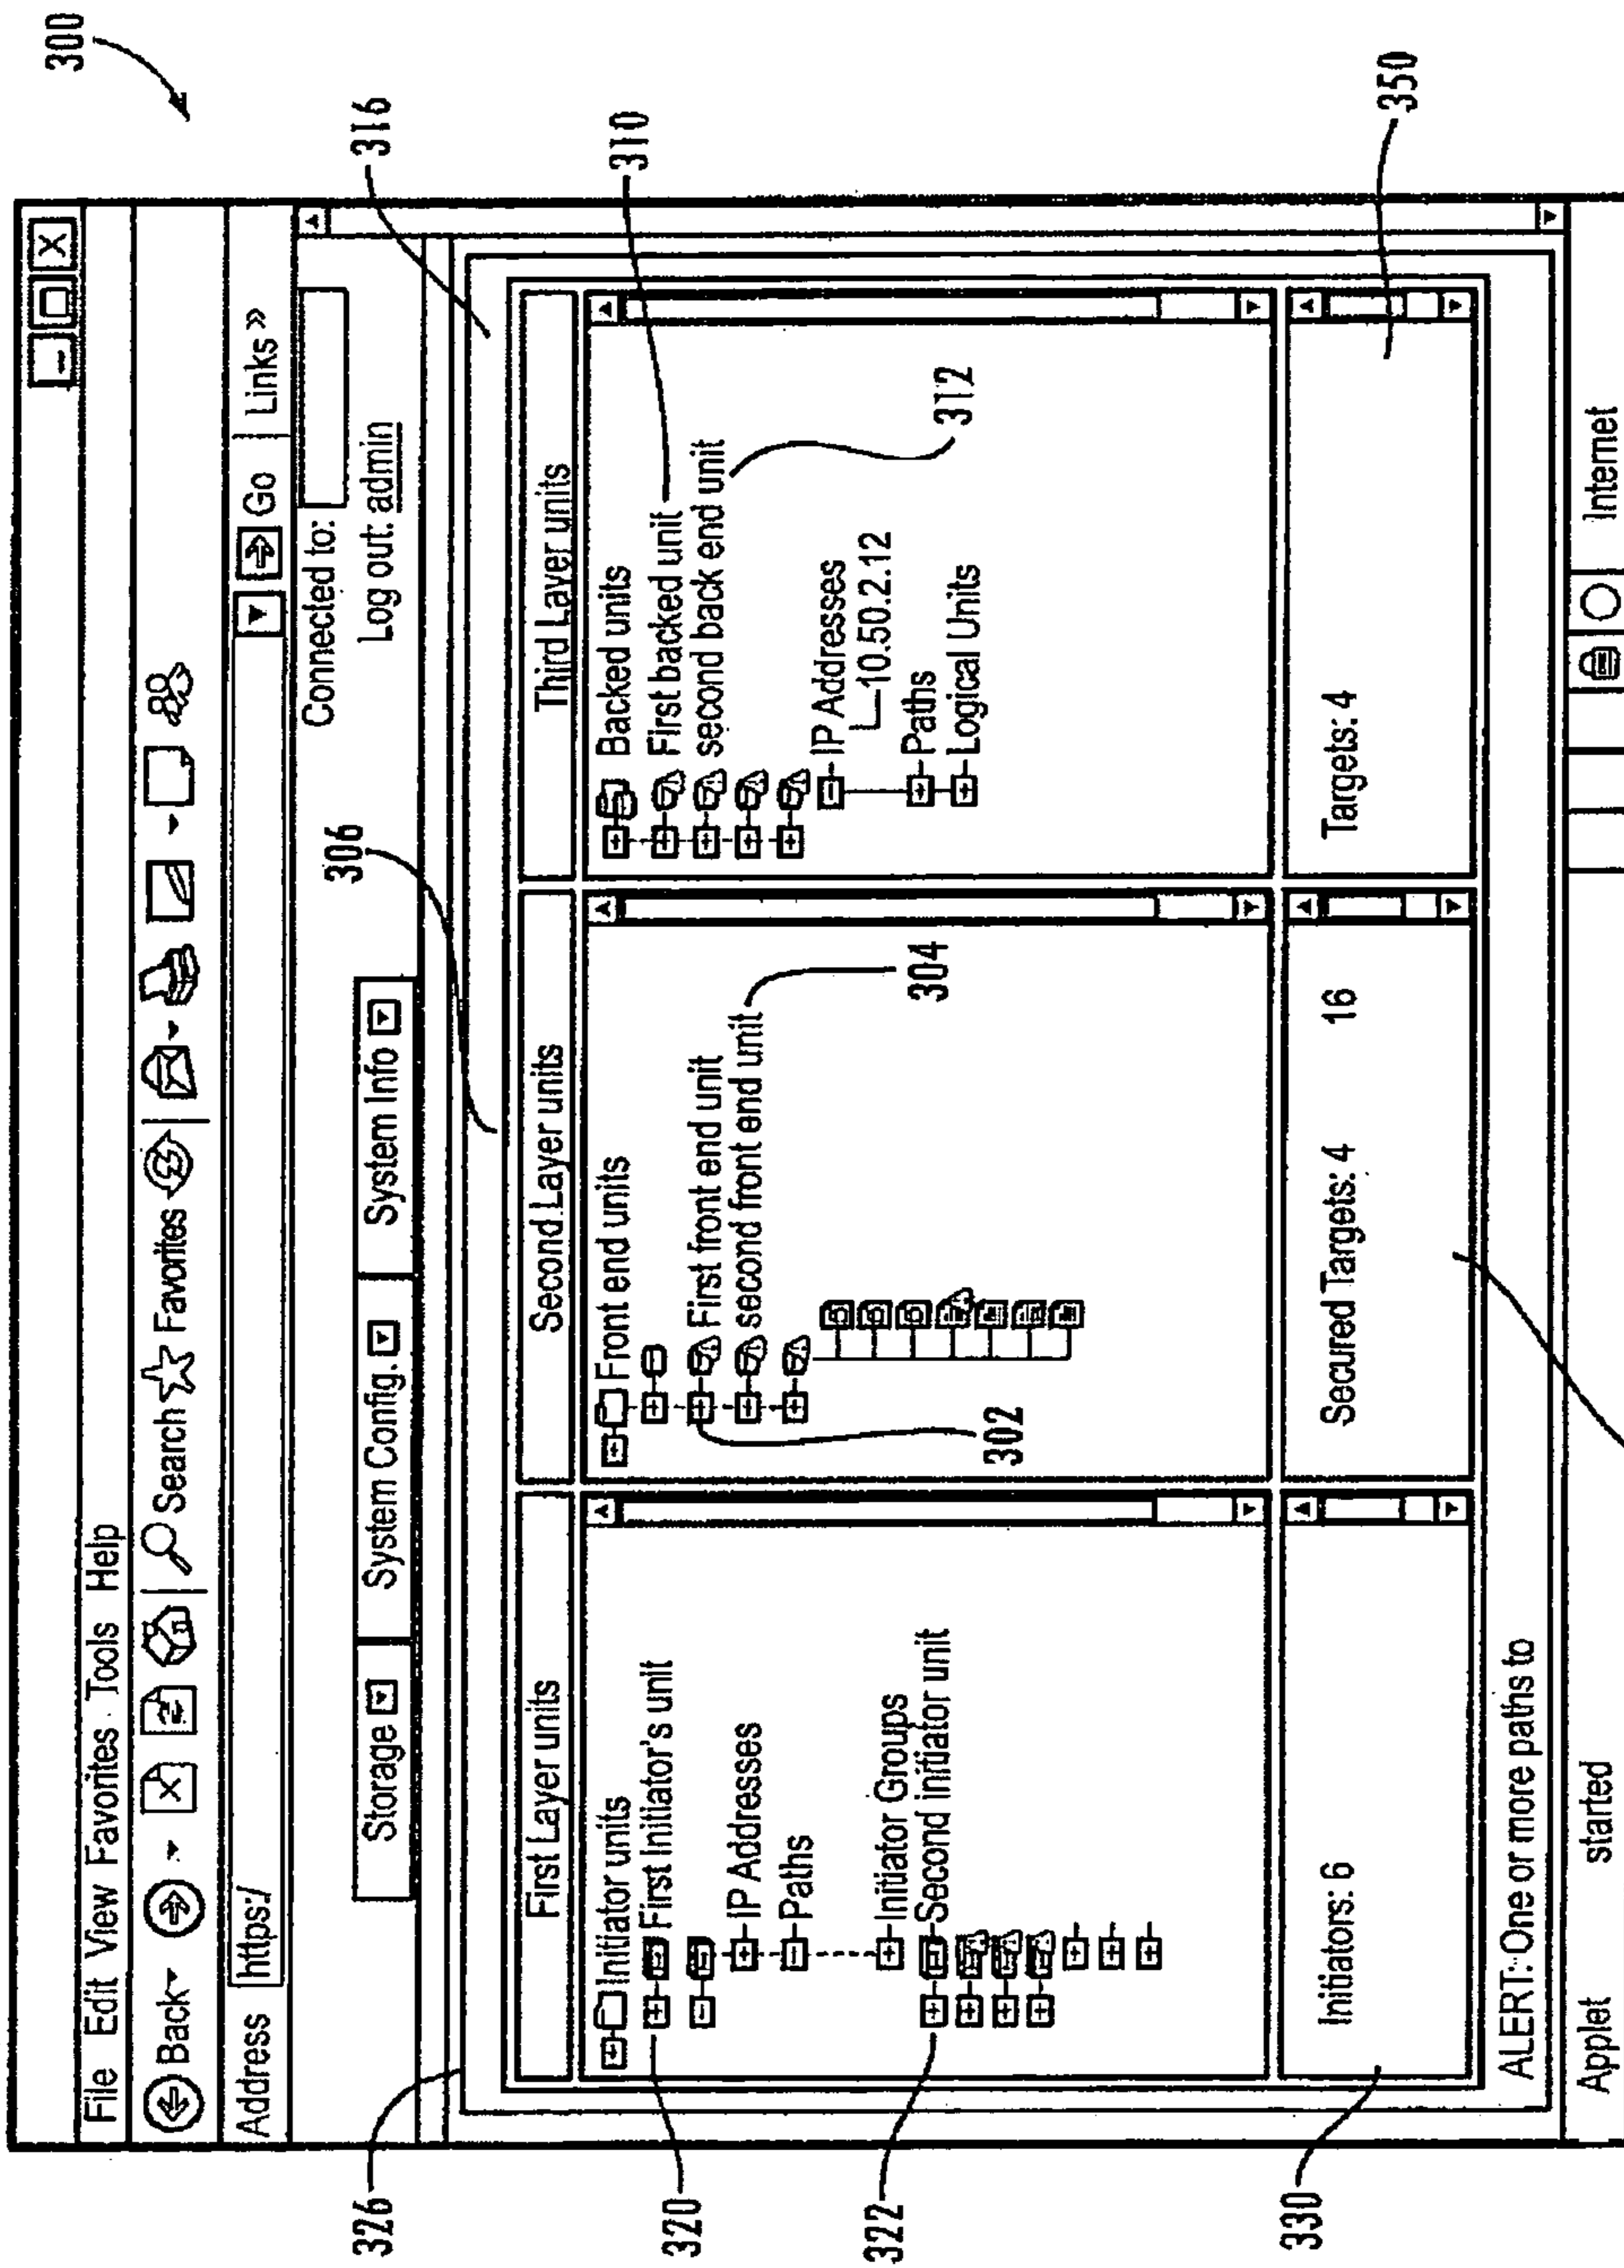 300
File Edit View Favorites Tools Help
Back Search Favorites
Address https:/ Go Links »
Connected to:
Storage System Config. System Info Log out: admin
306
316
326
First Layer units
Second Layer units
Third Layer units
Initiator units
First Initiator's unit
IP Addresses
Paths
Initiator Groups
Second initiator unit
320
322
Front end units
First front end unit
second front end unit
302
304
Backed units
First backed unit
second back end unit
IP Addresses
10.50.2.12
Paths
Logical Units
310
312
Initiators: 6
Secured Targets: 4 16
Targets: 4
330
350
ALERT: One or more paths to
Applet started Internet